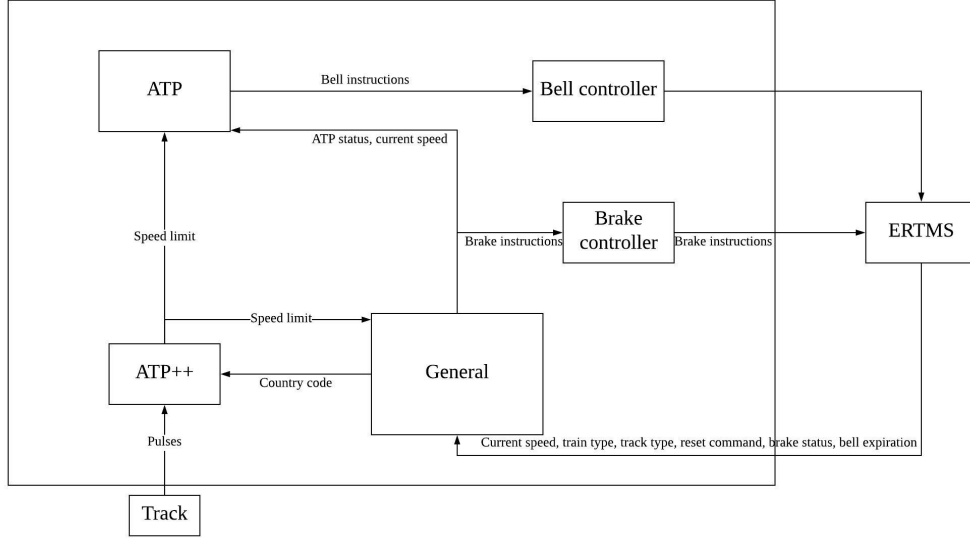 Bell instructions
ATP
Bell controller
ATP status, current speed
Brake
controller
Speed limit
Brake instructions
Brake instructions
ERTMS
Speed limit
ATP++
General
Country code
Pulses
Current speed, train type, track type, reset command, brake status, bell expiration
Track